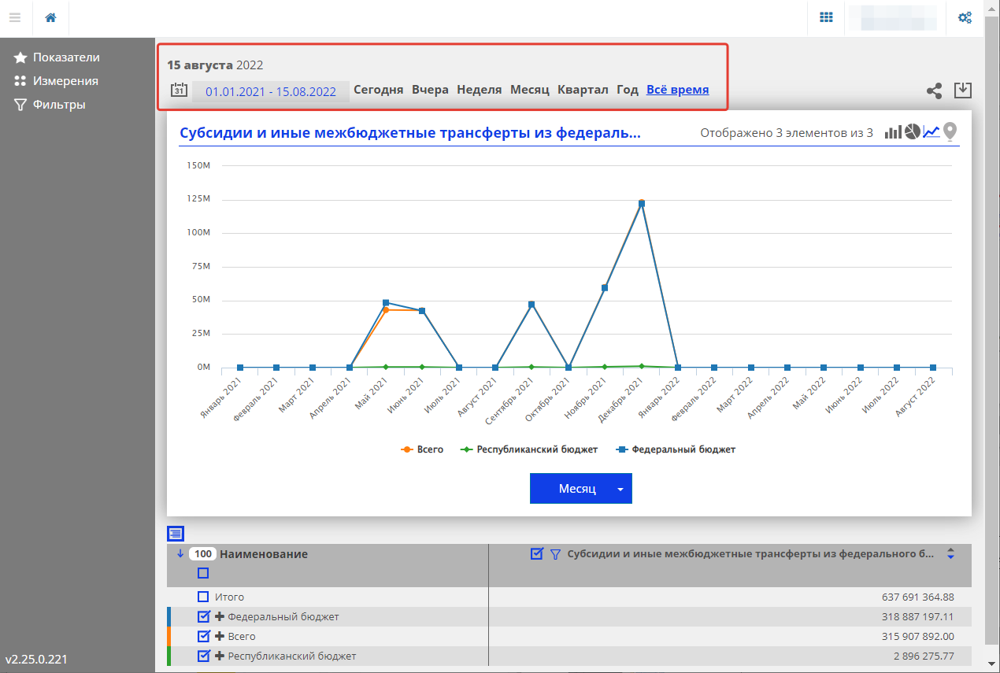 Показатели
Измерения
Фильтры
v2.25.0.221
15 августа 2022
31 01.01.2021 - 15.08.2022 Сегодня Вчера Неделя Месяц Квартал Год Всё время
Субсидии и иные межбюджетные трансферты из федераль... Отображено 3 элементов из 3
150M
125M
100M
75M
50M
25M
0M
Январь 2021 Февраль 2021 Март 2021 Апрель 2021 Май 2021 Июнь 2021 Июль 2021 Август 2021 Сентябрь 2021 Октябрь 2021 Ноябрь 2021 Декабрь 2021 Январь 2022 Февраль 2022 Март 2022 Апрель 2022 Май 2022 Июнь 2022 Июль 2022 Август 2022
Всего Республиканский бюджет Федеральный бюджет
Месяц
100 Наименование Субсидии и иные межбюджетные трансферты из федерального б...
Итого 637 691 364.88
Федеральный бюджет 318 887 197.11
Всего 315 907 892.00
Республиканский бюджет 2 896 275.77